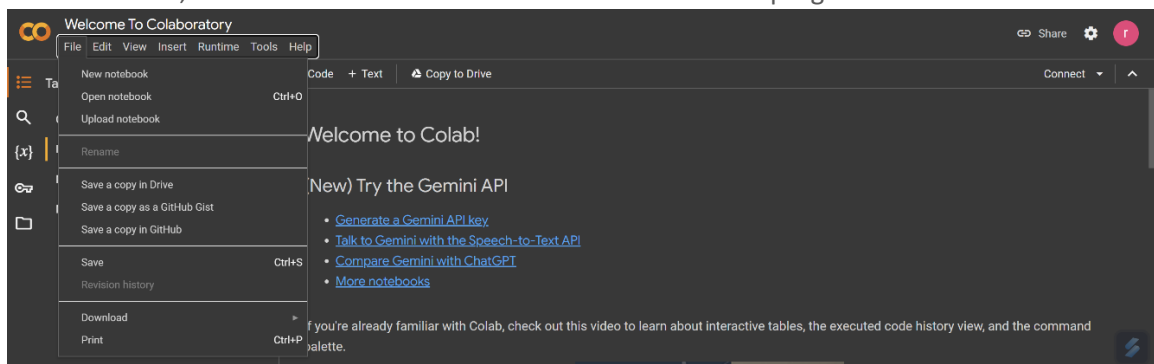 Welcome To Colaboratory
File Edit View Insert Runtime Tools Help
Share
r
New notebook
Open notebook Ctrl+O
Upload notebook
Rename
Save a copy in Drive
Save a copy as a GitHub Gist
Save a copy in GitHub
Save Ctrl+S
Revision history
Download
Print Ctrl+P
Code + Text Copy to Drive
Connect
{x}
Welcome to Colab!
(New) Try the Gemini API
• Generate a Gemini API key
• Talk to Gemini with the Speech-to-Text API
• Compare Gemini with ChatGPT
• More notebooks
f you're already familiar with Colab, check out this video to learn about interactive tables, the executed code history view, and the command
palette.